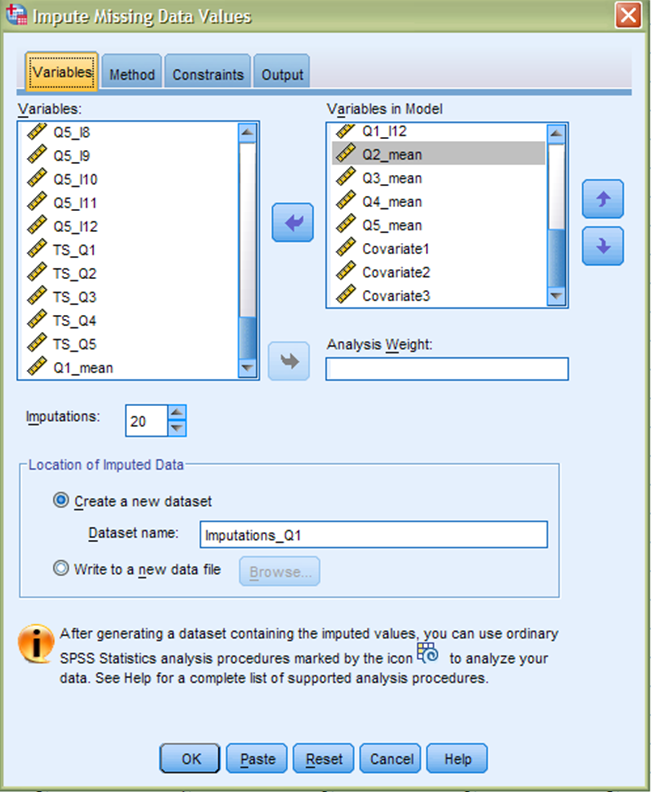 Impute Missing Data Values
Variables Method Constraints Output
Variables:
Q5_I8
Q5_I9
Q5_I10
Q5_I11
Q5_I12
TS_Q1
TS_Q2
TS_Q3
TS_Q4
TS_Q5
Q1_mean
Variables in Model
Q1_I12
Q2_mean
Q3_mean
Q4_mean
Q5_mean
Covariate1
Covariate2
Covariate3
Analysis Weight:
Imputations:
20
Location of Imputed Data
Create a new dataset
Dataset name:
Imputations_Q1
Write to a new data file
Browse...
After generating a dataset containing the imputed values, you can use ordinary
SPSS Statistics analysis procedures marked by the icon to analyze your
data. See Help for a complete list of supported analysis procedures.
OK Paste Reset Cancel Help